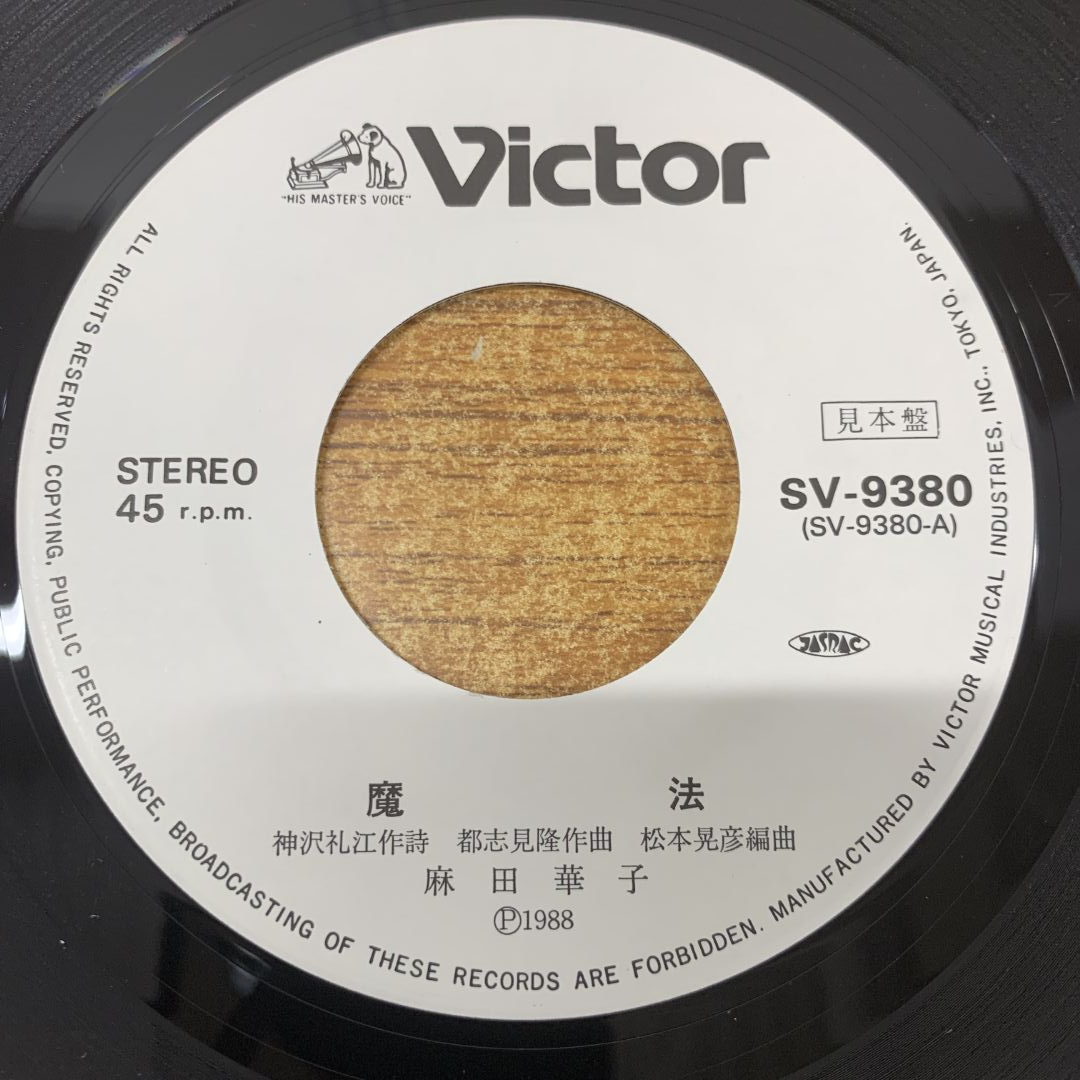 "HIS MASTER'S VOICE"
Victor
見本盤
STEREO
45 r.p.m.
SV-9380
(SV-9380-A)
JASRAC
魔法
神沢礼江作詩 都志見隆作曲 松本晃彦編曲
麻田華子
Ⓟ1988
ALL RIGHTS RESERVED, COPYING, PUBLIC PERFORMANCE, BROADCASTING OF THESE RECORDS ARE FORBIDDEN. MANUFACTURED BY VICTOR MUSICAL INDUSTRIES, INC., TOKYO, JAPAN.